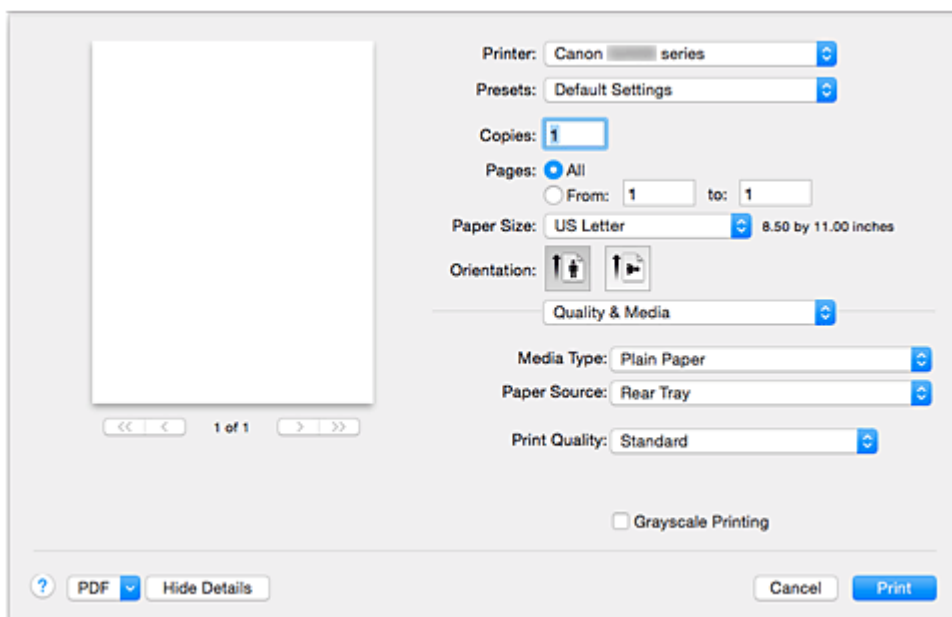 Printer: Canon series
Presets: Default Settings
Copies: 1
Pages: All
From: 1 to: 1
Paper Size: US Letter 8.50 by 11.00 inches
Orientation:
Quality & Media
Media Type: Plain Paper
Paper Source: Rear Tray
<< < 1 of 1 > >>
Print Quality: Standard
Grayscale Printing
? PDF Hide Details Cancel Print